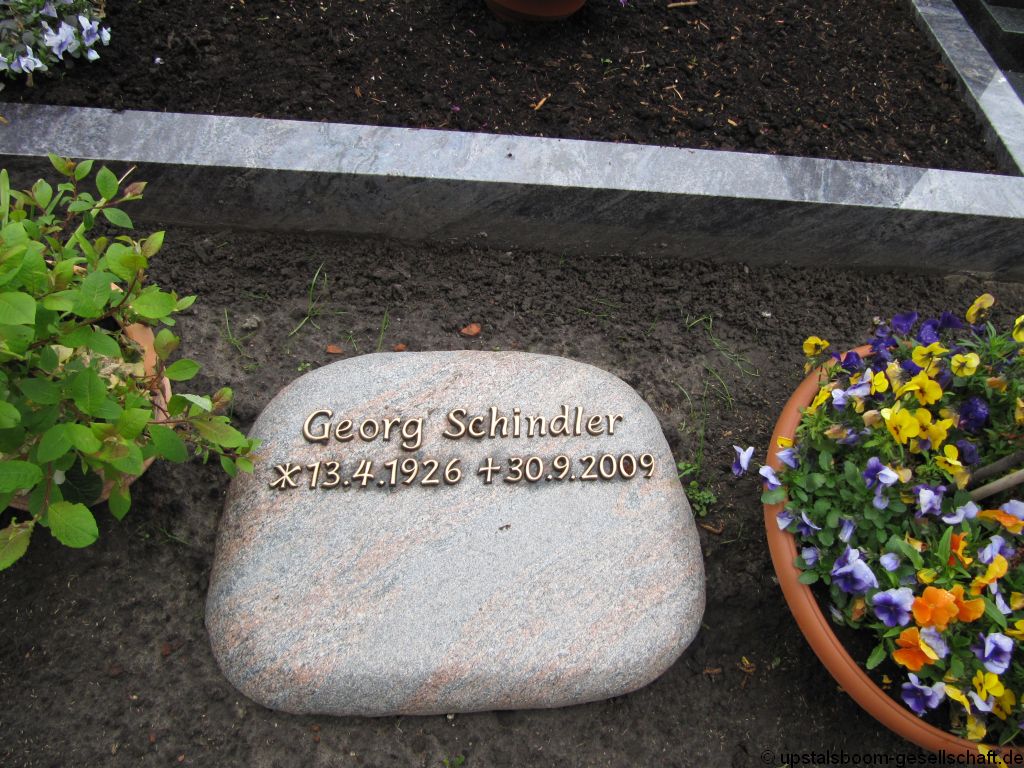 Georg Schindler
* 13.4.1926 +30.9.2009
© upstalsboom-gesellschaft.de